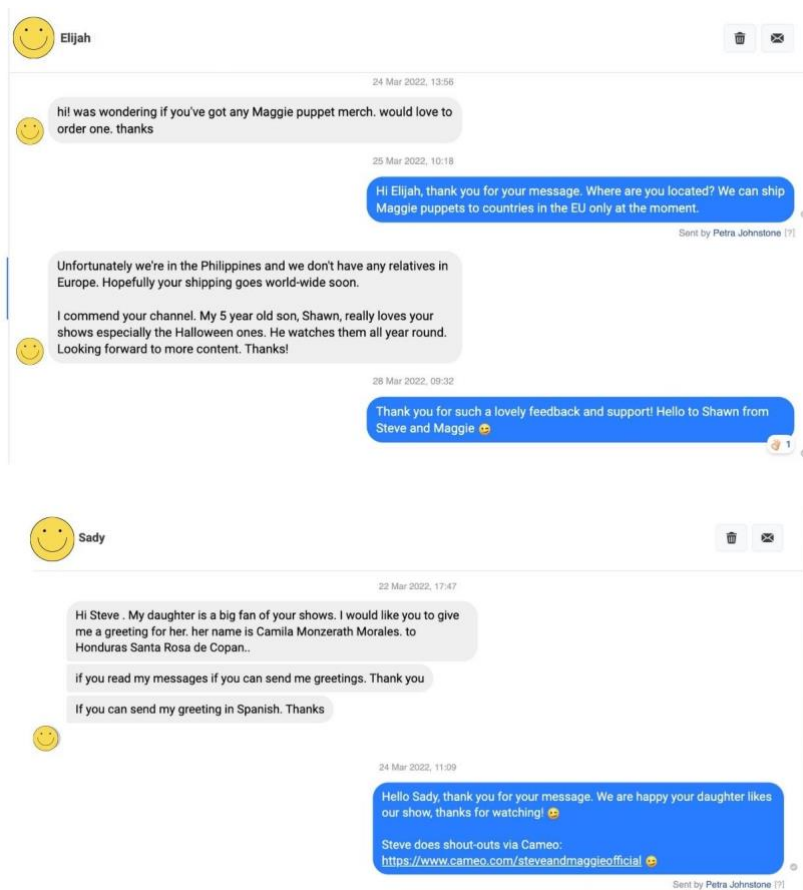 Elijah
24 Mar 2022, 13:56
hi! was wondering if you've got any Maggie puppet merch. would love to
order one. thanks
25 Mar 2022, 10:18
Hi Elijah, thank you for your message. Where are you located? We can ship
Maggie puppets to countries in the EU only at the moment.
Sent by Petra Johnstone [?]
Unfortunately we're in the Philippines and we don't have any relatives in
Europe. Hopefully your shipping goes world-wide soon.
I commend your channel. My 5 year old son, Shawn, really loves your
shows especially the Halloween ones. He watches them all year round.
Looking forward to more content. Thanks!
28 Mar 2022, 09:32
Thank you for such a lovely feedback and support! Hello to Shawn from
Steve and Maggie 😜
👌 1
Sady
22 Mar 2022, 17:47
Hi Steve . My daughter is a big fan of your shows. I would like you to give
me a greeting for her. her name is Camila Monzerath Morales. to
Honduras Santa Rosa de Copan..
if you read my messages if you can send me greetings. Thank you
If you can send my greeting in Spanish. Thanks
24 Mar 2022, 11:09
Hello Sady, thank you for your message. We are happy your daughter likes
our show, thanks for watching! 😜
Steve does shout-outs via Cameo:
https://www.cameo.com/steveandmaggieofficial 😜
Sent by Petra Johnstone [?]